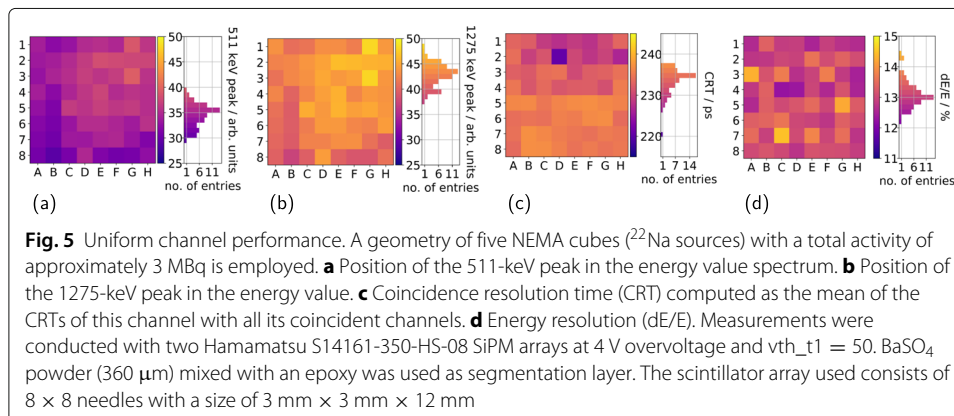 50
45
40
35
30
25
511 keV peak / arb. units
1
2
3
4
5
6
7
8
A B C D E F G H
1 6 11
no. of entries
(a)
50
45
40
35
30
25
1275 keV peak / arb. units
1
2
3
4
5
6
7
8
A B C D E F G H
1 6 11
no. of entries
(b)
240
230
220
CRT / ps
1
2
3
4
5
6
7
8
A B C D E F G H
1 7 14
no. of entries
(c)
15
14
13
12
11
dE/E / %
1
2
3
4
5
6
7
8
A B C D E F G H
1 6 11
no. of entries
(d)
Fig. 5 Uniform channel performance. A geometry of five NEMA cubes (²²Na sources) with a total activity of
approximately 3 MBq is employed. a Position of the 511-keV peak in the energy value spectrum. b Position of
the 1275-keV peak in the energy value. c Coincidence resolution time (CRT) computed as the mean of the
CRTs of this channel with all its coincident channels. d Energy resolution (dE/E). Measurements were
conducted with two Hamamatsu S14161-350-HS-08 SiPM arrays at 4 V overvoltage and vth_t1 = 50. BaSO₄
powder (360 μm) mixed with an epoxy was used as segmentation layer. The scintillator array used consists of
8 × 8 needles with a size of 3 mm × 3 mm × 12 mm